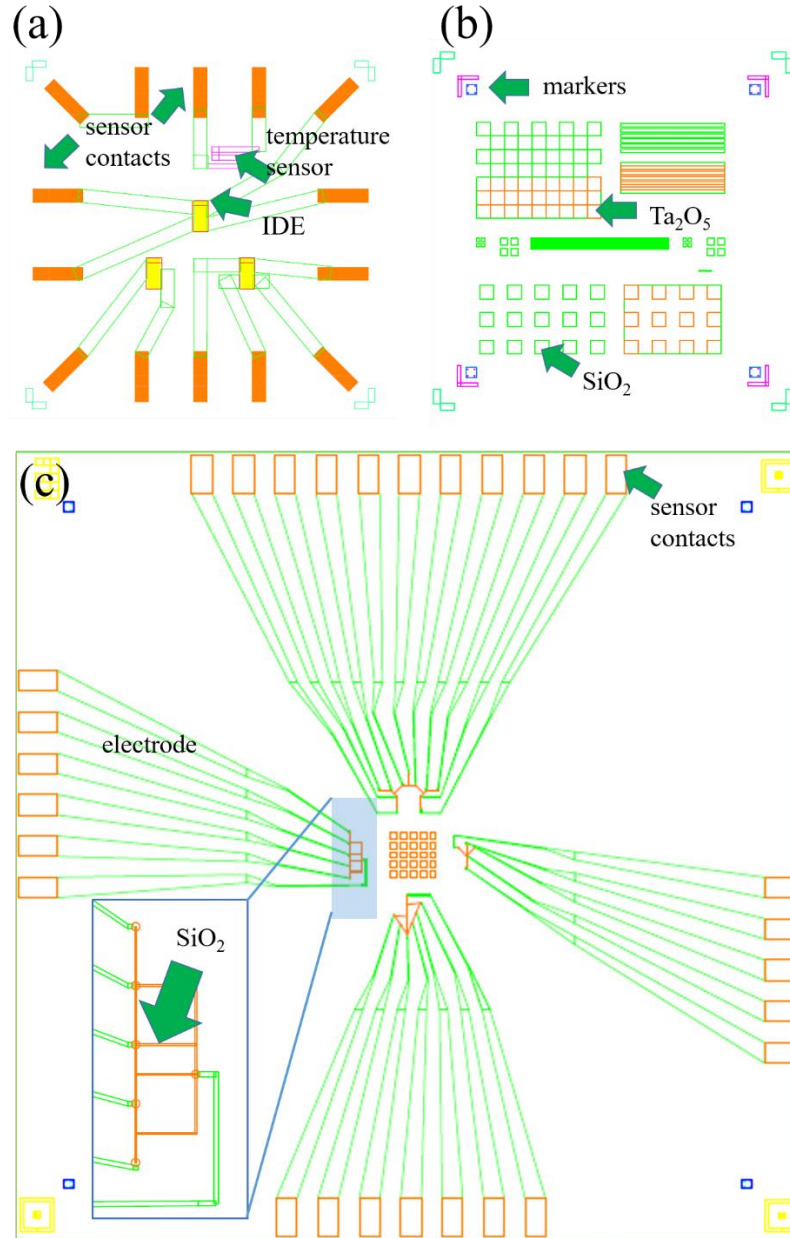 (a)
sensor
contacts
temperature
sensor
IDE
(b)
markers
Ta₂O₅
SiO₂
(c)
sensor
contacts
electrode
SiO₂